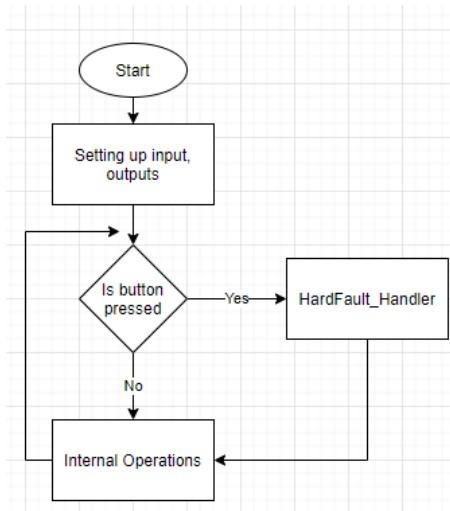 Start
Setting up input,
outputs
Is button
pressed
Yes
HardFault_Handler
No
Internal Operations